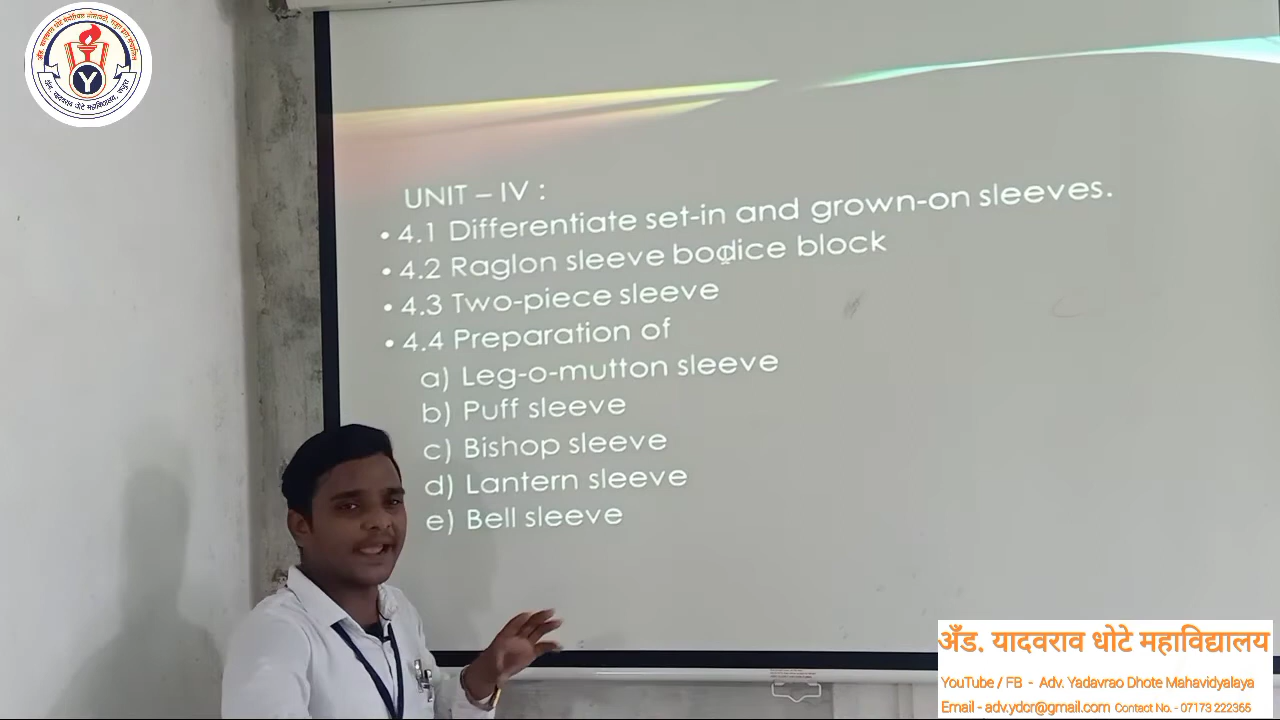 UNIT – IV :
• 4.1 Differentiate set-in and grown-on sleeves.
• 4.2 Raglon sleeve bodice block
• 4.3 Two-piece sleeve
• 4.4 Preparation of
a) Leg-o-mutton sleeve
b) Puff sleeve
c) Bishop sleeve
d) Lantern sleeve
e) Bell sleeve
Y
अँड. यादवराव धोटे महाविद्यालय
YouTube / FB - Adv. Yadavrao Dhote Mahavidyalaya
Email - adv.ydcr@gmail.com Contact No. - 07173 222365